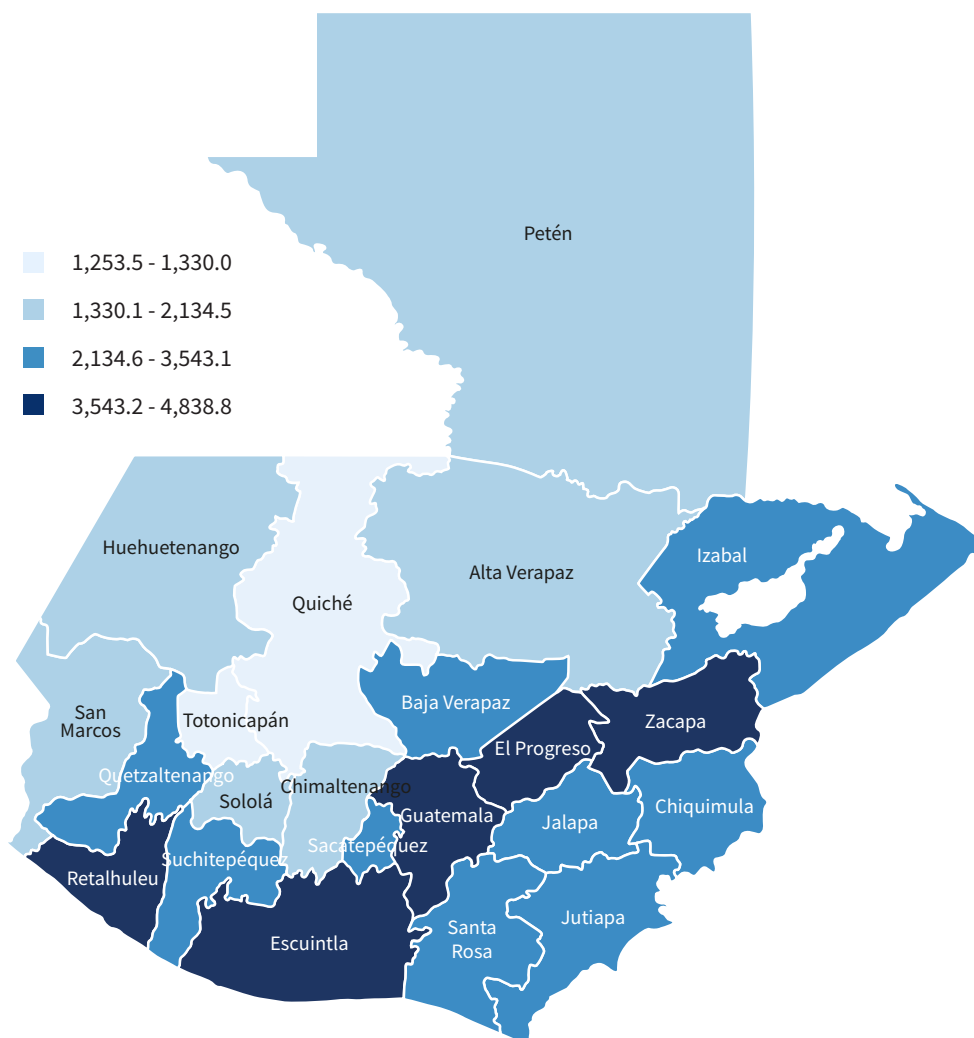 Petén
1,253.5 - 1,330.0
1,330.1 - 2,134.5
2,134.6 - 3,543.1
3,543.2 - 4,838.8
Huehuetenango
Izabal
Alta Verapaz
Quiché
Baja Verapaz
San
Marcos
Totonicapán
Zacapa
El Progreso
Quetzaltenango
Chimaltenango
Sololá
Chiquimula
Guatemala
Jalapa
Sacatepéquez
Suchitepéquez
Retalhuleu
Jutiapa
Santa
Rosa
Escuintla